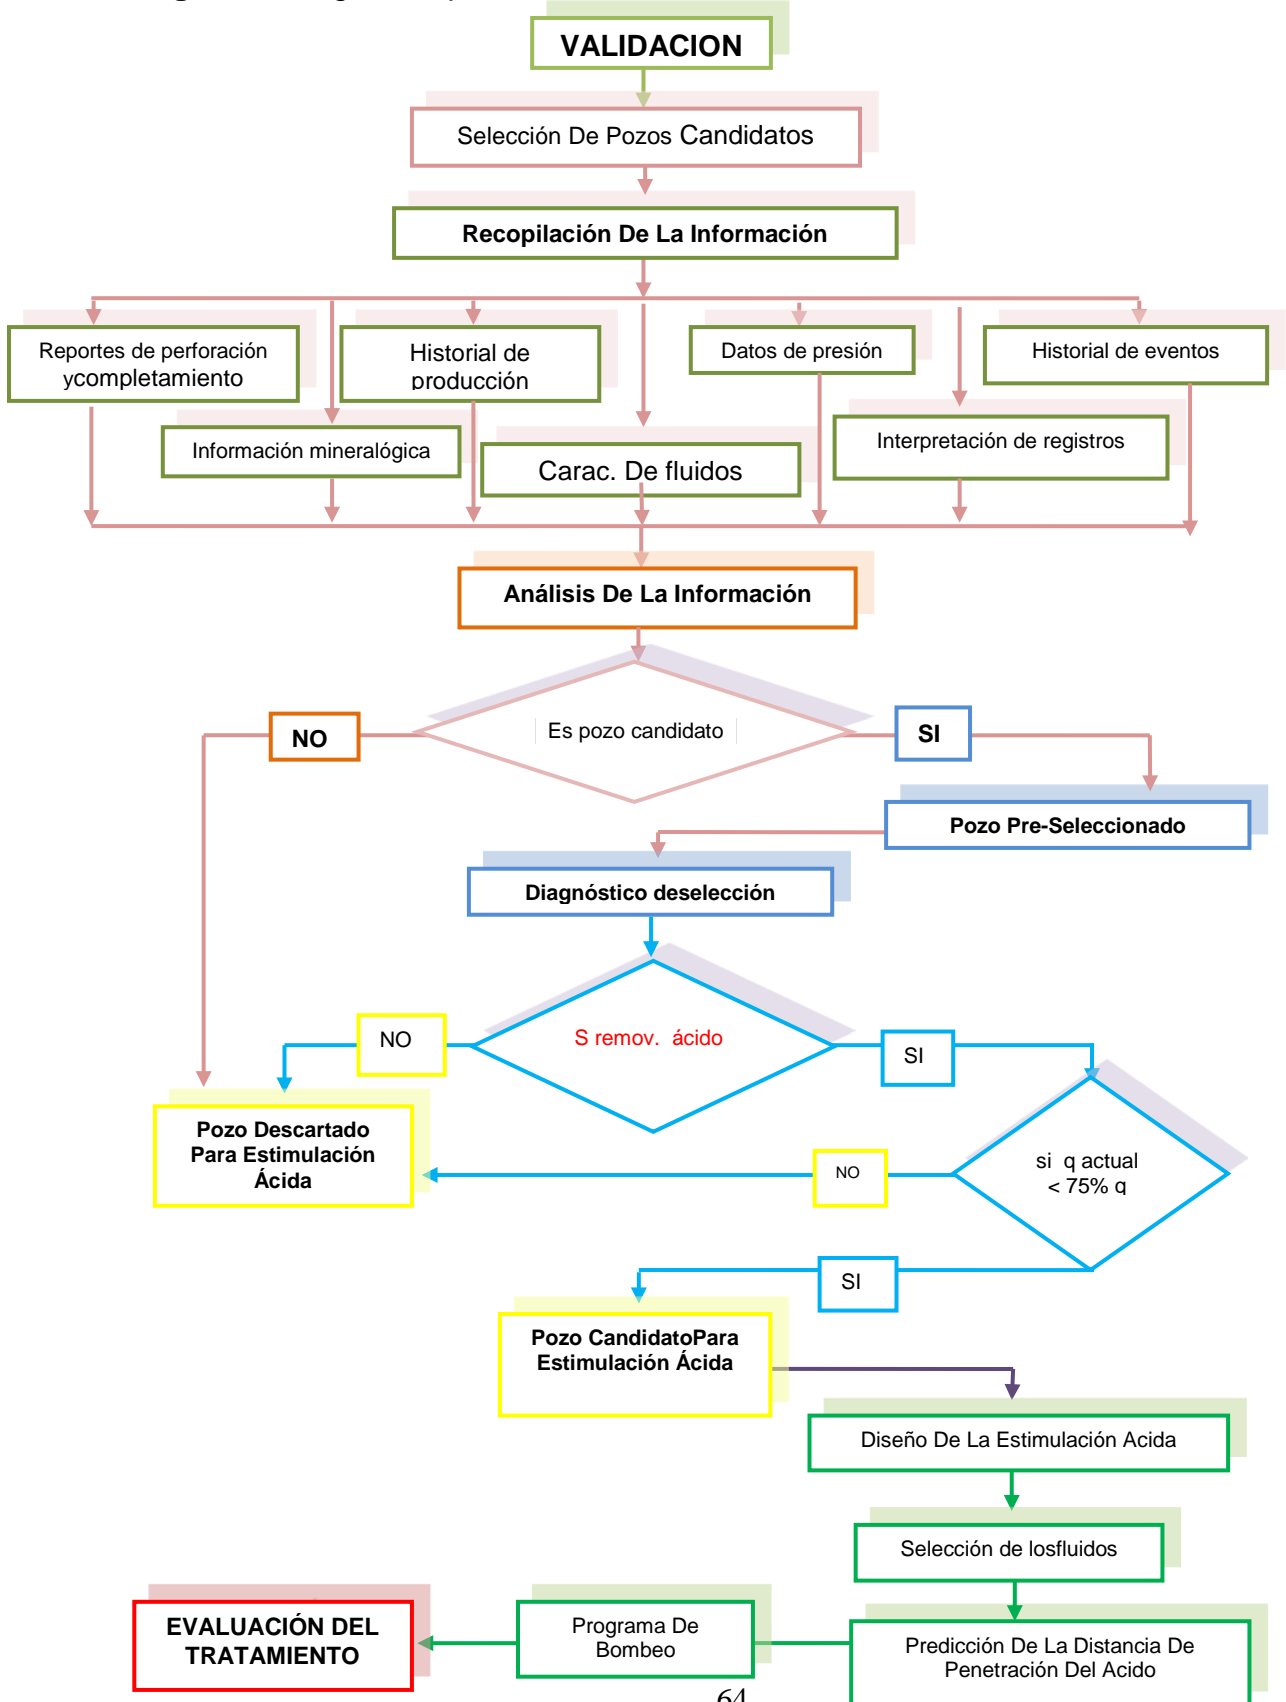 VALIDACION
Selección De Pozos Candidatos
Recopilación De La Información
Reportes de perforación
ycompletamiento
Historial de
producción
Datos de presión
Historial de eventos
Información mineralógica
Carac. De fluidos
Interpretación de registros
Análisis De La Información
NO
Es pozo candidato
SI
Pozo Pre-Seleccionado
Diagnóstico deselección
NO
S remov. ácido
SI
Pozo Descartado
Para Estimulación
Ácida
NO
si q actual
< 75% q
SI
Pozo CandidatoPara
Estimulación Ácida
Diseño De La Estimulación Acida
Selección de losfluidos
EVALUACIÓN DEL
TRATAMIENTO
Programa De
Bombeo
Predicción De La Distancia De
Penetración Del Acido
64